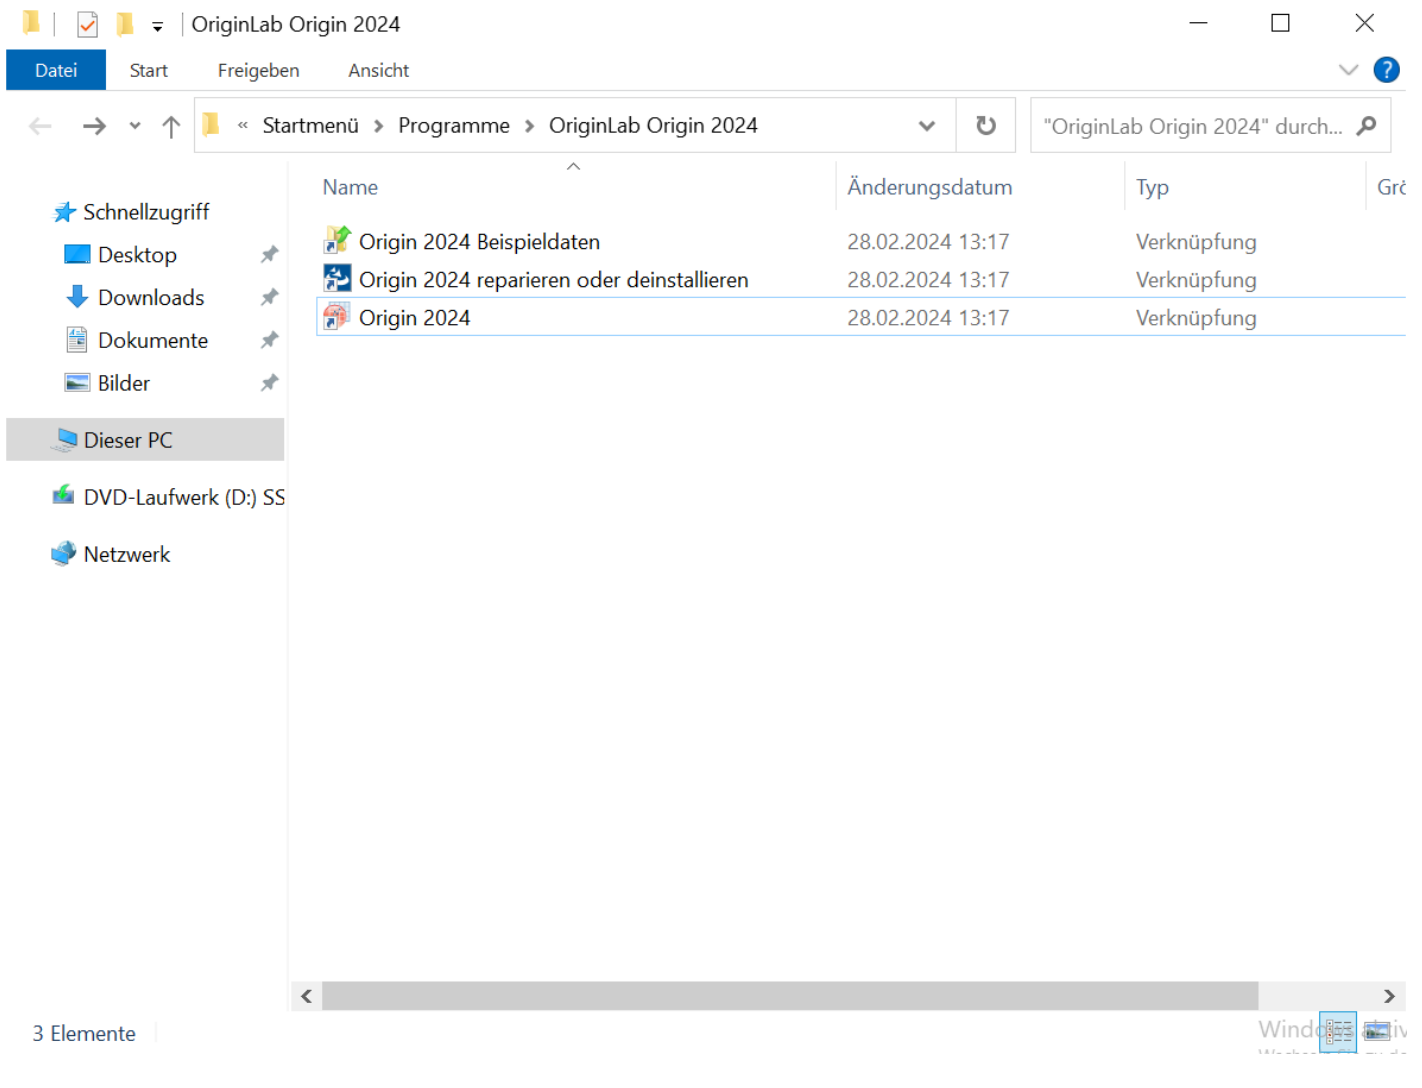 OriginLab Origin 2024
Datei Start Freigeben Ansicht ?
« Startmenü > Programme > OriginLab Origin 2024 "OriginLab Origin 2024" durch...
Name Änderungsdatum Typ Grö
Schnellzugriff
Desktop
Downloads
Dokumente
Bilder
Dieser PC
DVD-Laufwerk (D:) SS
Netzwerk
Origin 2024 Beispieldaten 28.02.2024 13:17 Verknüpfung
Origin 2024 reparieren oder deinstallieren 28.02.2024 13:17 Verknüpfung
Origin 2024 28.02.2024 13:17 Verknüpfung
3 Elemente